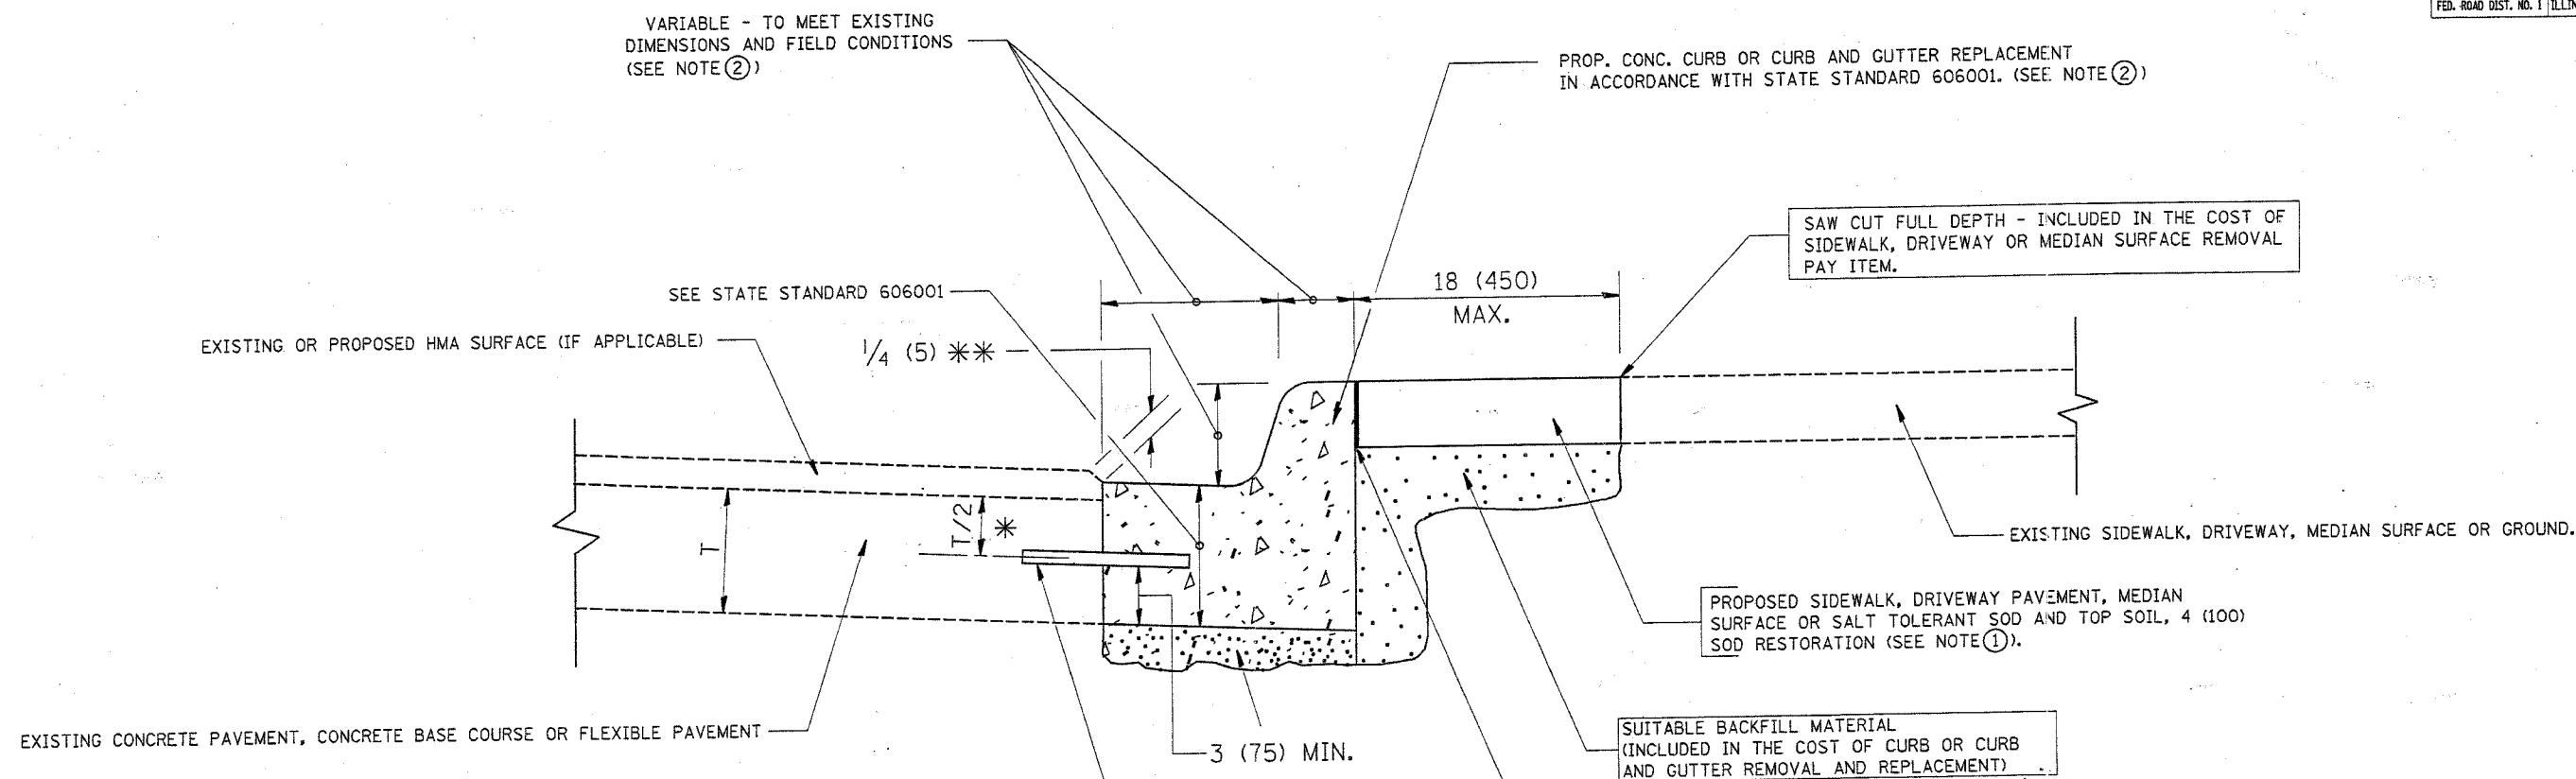 FED. ROAD DIST. NO. 1
VARIABLE - TO MEET EXISTING
DIMENSIONS AND FIELD CONDITIONS
(SEE NOTE ②)
PROP. CONC. CURB OR CURB AND GUTTER REPLACEMENT
IN ACCORDANCE WITH STATE STANDARD 606001. (SEE NOTE ②)
SAW CUT FULL DEPTH - INCLUDED IN THE COST OF
SIDEWALK, DRIVEWAY OR MEDIAN SURFACE REMOVAL
PAY ITEM.
SEE STATE STANDARD 606001
18 (450)
MAX.
EXISTING OR PROPOSED HMA SURFACE (IF APPLICABLE)
1/4 (5) **
T
T/2
*
EXISTING SIDEWALK, DRIVEWAY, MEDIAN SURFACE OR GROUND.
PROPOSED SIDEWALK, DRIVEWAY PAVEMENT, MEDIAN
SURFACE OR SALT TOLERANT SOD AND TOP SOIL, 4 (100)
SOD RESTORATION (SEE NOTE ①).
EXISTING CONCRETE PAVEMENT, CONCRETE BASE COURSE OR FLEXIBLE PAVEMENT
3 (75) MIN.
SUITABLE BACKFILL MATERIAL
(INCLUDED IN THE COST OF CURB OR CURB
AND GUTTER REMOVAL AND REPLACEMENT)